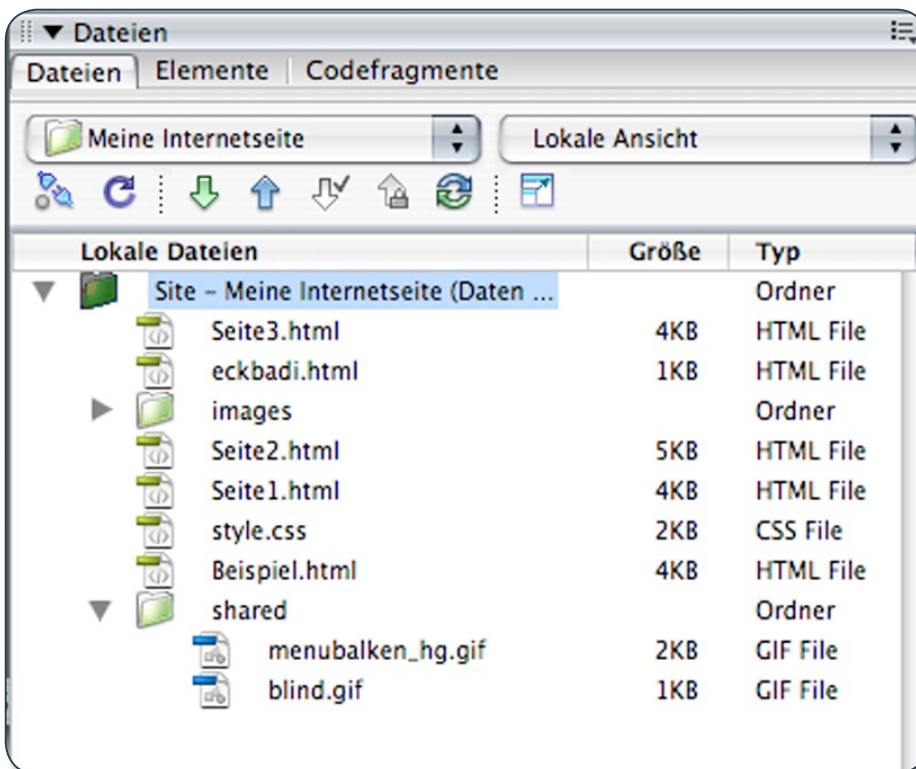 Dateien
Dateien Elemente Codefragmente
Meine Internetseite Lokale Ansicht
Lokale Dateien Größe Typ
Site – Meine Internetseite (Daten ... Ordner
Seite3.html 4KB HTML File
eckbadi.html 1KB HTML File
images Ordner
Seite2.html 5KB HTML File
Seite1.html 4KB HTML File
style.css 2KB CSS File
Beispiel.html 4KB HTML File
shared Ordner
menubalken_hg.gif 2KB GIF File
blind.gif 1KB GIF File